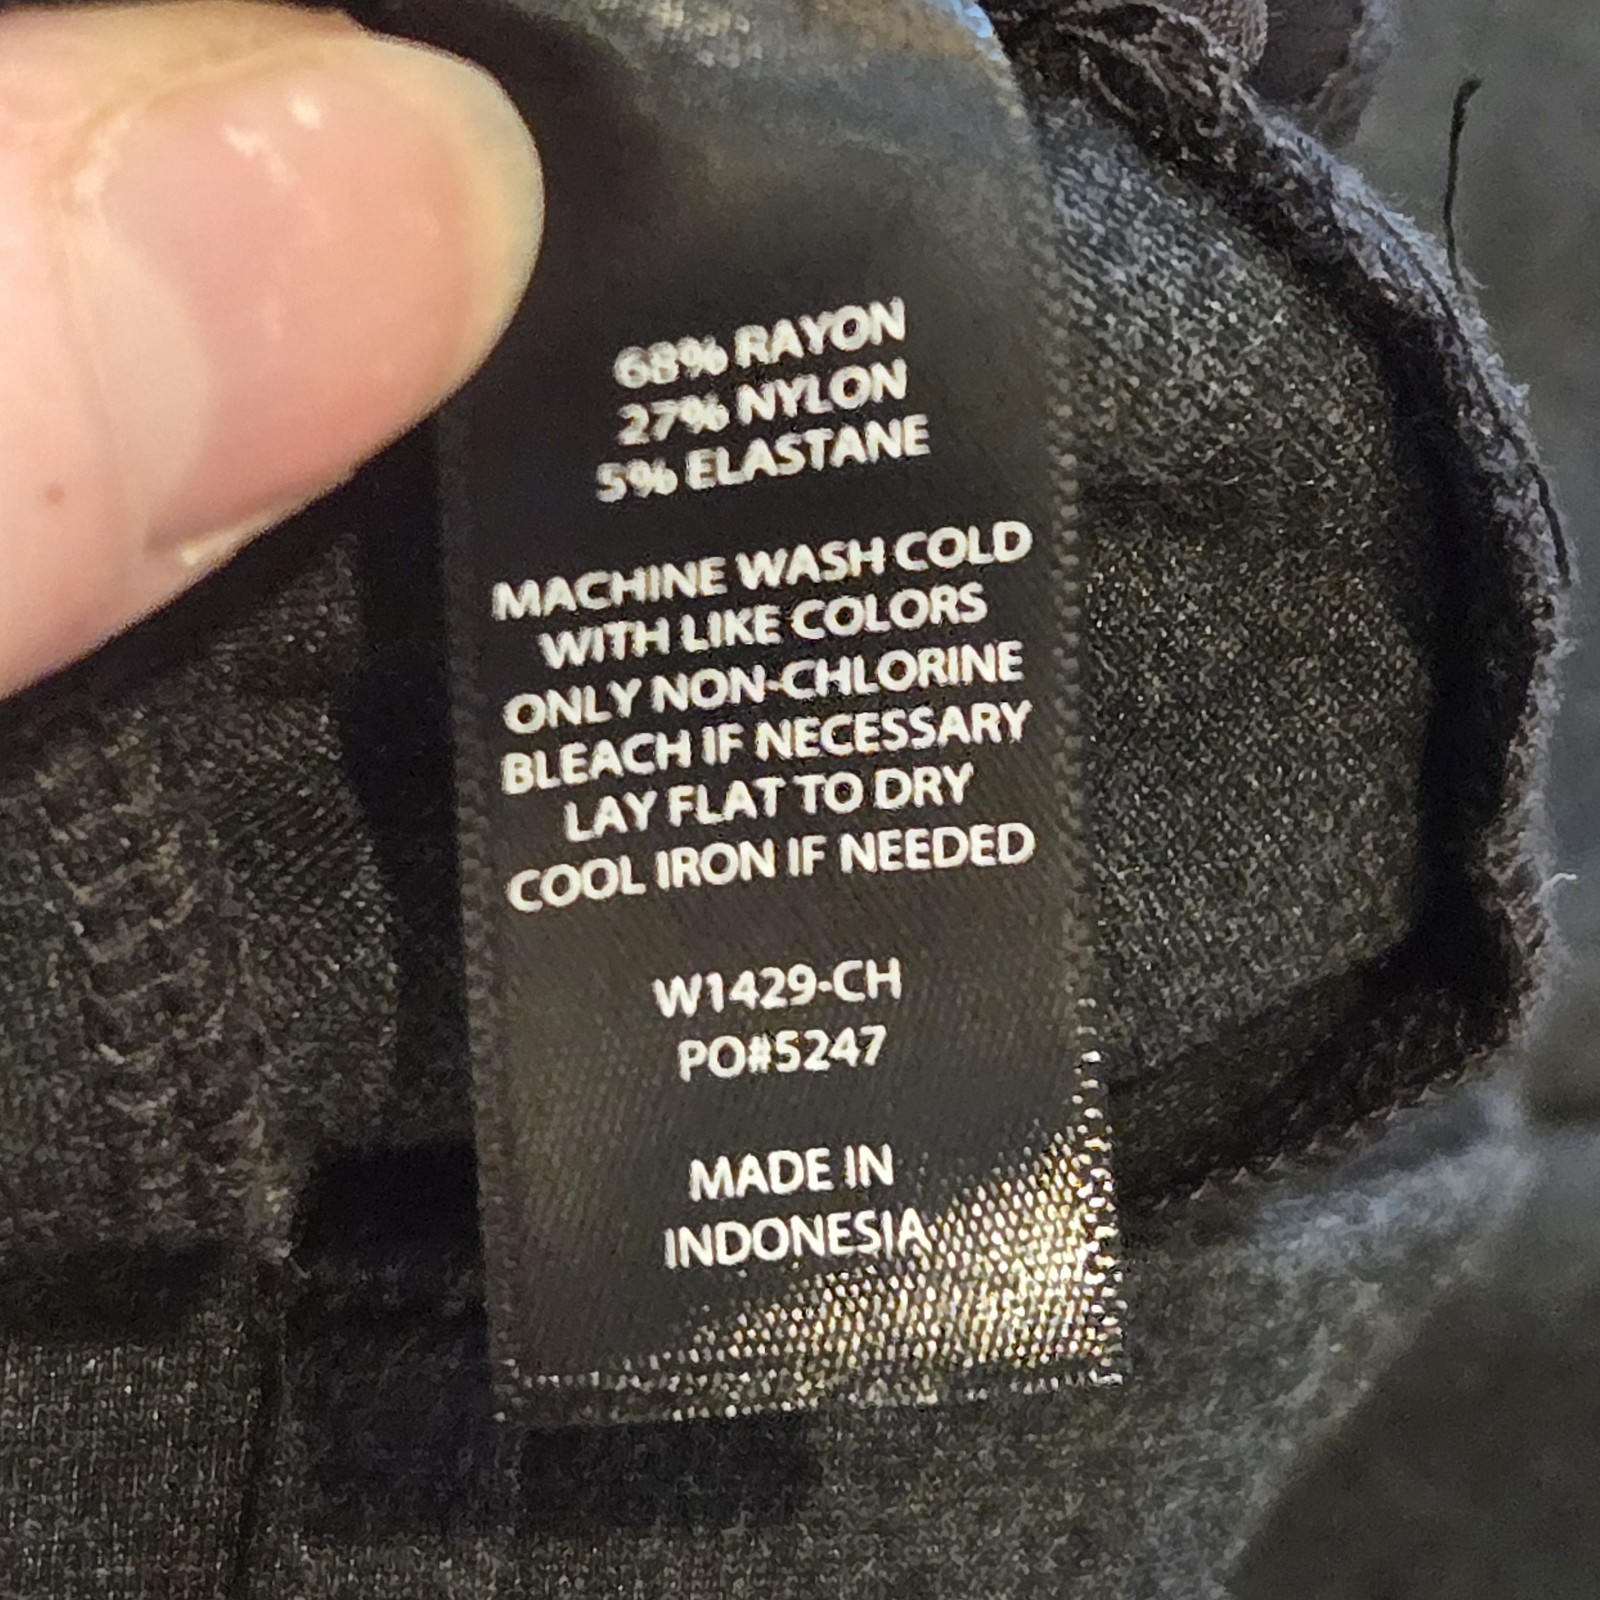 68% RAYON
27% NYLON
5% ELASTANE
MACHINE WASH COLD
WITH LIKE COLORS
ONLY NON-CHLORINE
BLEACH IF NECESSARY
LAY FLAT TO DRY
COOL IRON IF NEEDED
W1429-CH
PO#5247
MADE IN
INDONESIA